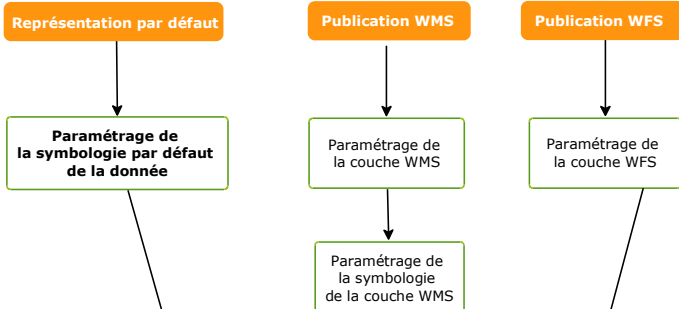 Représentation par défaut
Publication WMS
Publication WFS
Paramétrage de
la symbologie par défaut
de la donnée
Paramétrage de
la couche WMS
Paramétrage de
la couche WFS
Paramétrage de
la symbologie
de la couche WMS